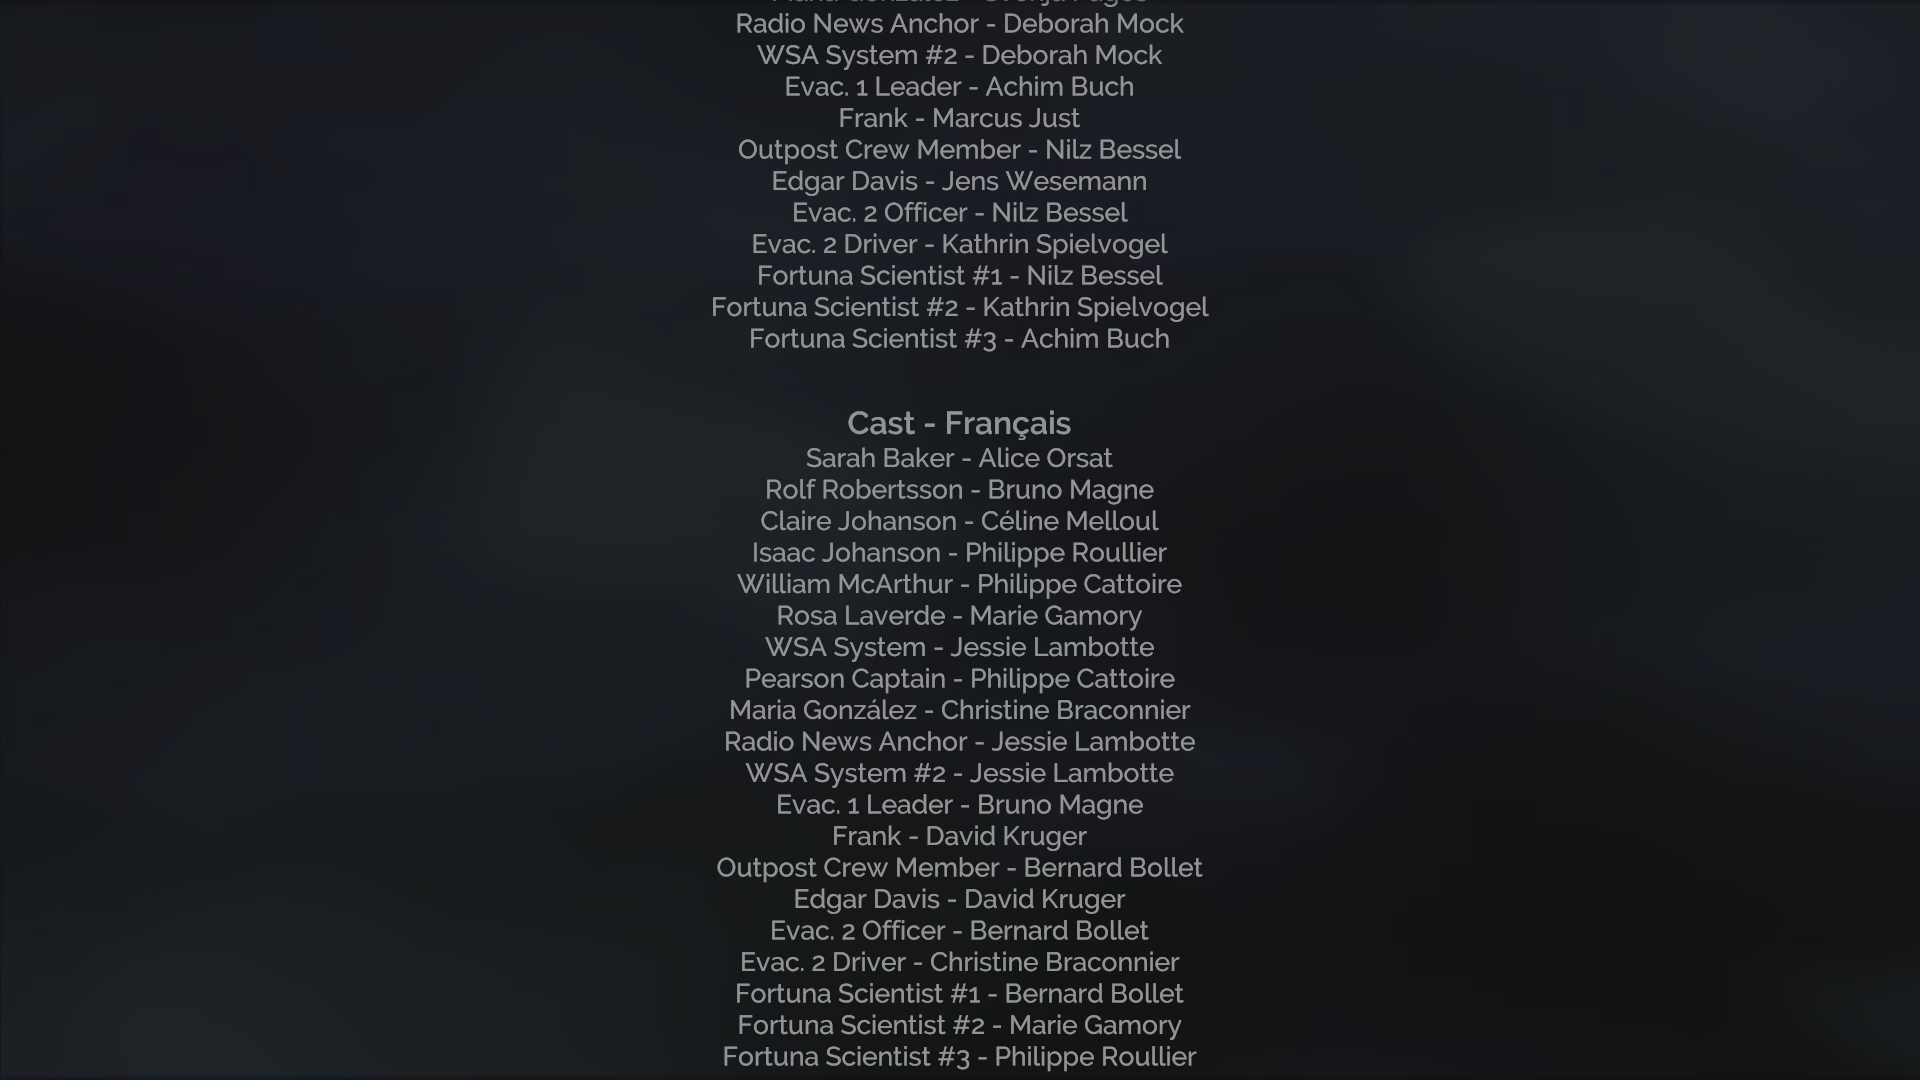 Radio News Anchor - Deborah Mock
WSA System #2 - Deborah Mock
Evac. 1 Leader - Achim Buch
Frank - Marcus Just
Outpost Crew Member - Nilz Bessel
Edgar Davis - Jens Wesemann
Evac. 2 Officer - Nilz Bessel
Evac. 2 Driver - Kathrin Spielvogel
Fortuna Scientist #1 - Nilz Bessel
Fortuna Scientist #2 - Kathrin Spielvogel
Fortuna Scientist #3 - Achim Buch
Cast - Français
Sarah Baker - Alice Orsat
Rolf Robertsson - Bruno Magne
Claire Johanson - Céline Melloul
Isaac Johanson - Philippe Roullier
William McArthur - Philippe Cattoire
Rosa Laverde - Marie Gamory
WSA System - Jessie Lambotte
Pearson Captain - Philippe Cattoire
Maria González - Christine Braconnier
Radio News Anchor - Jessie Lambotte
WSA System #2 - Jessie Lambotte
Evac. 1 Leader - Bruno Magne
Frank - David Kruger
Outpost Crew Member - Bernard Bollet
Edgar Davis - David Kruger
Evac. 2 Officer - Bernard Bollet
Evac. 2 Driver - Christine Braconnier
Fortuna Scientist #1 - Bernard Bollet
Fortuna Scientist #2 - Marie Gamory
Fortuna Scientist #3 - Philippe Roullier